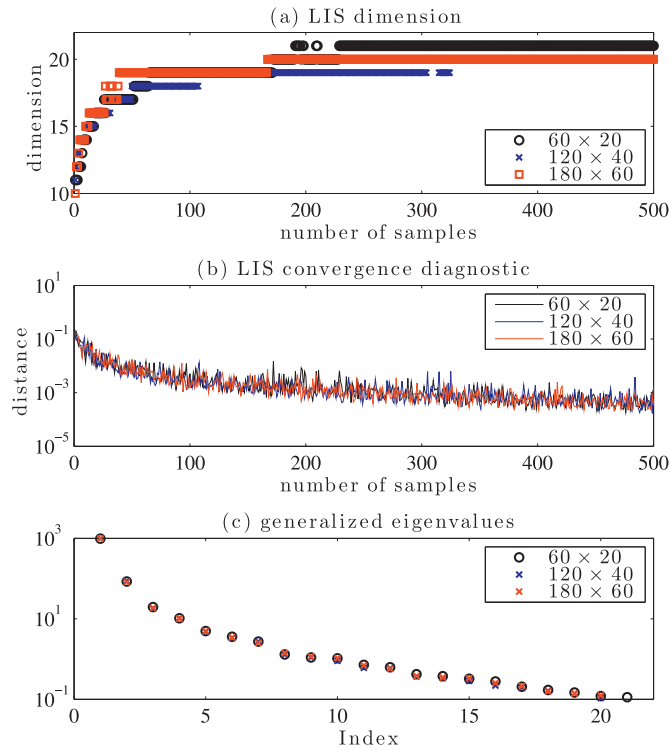 (a) LIS dimension
20
15
10
dimension
60 × 20
120 × 40
180 × 60
0 100 200 300 400 500
number of samples
(b) LIS convergence diagnostic
10^1
10^-1
10^-3
10^-5
distance
60 × 20
120 × 40
180 × 60
0 100 200 300 400 500
number of samples
(c) generalized eigenvalues
10^3
10^1
10^-1
60 × 20
120 × 40
180 × 60
0 5 10 15 20
Index